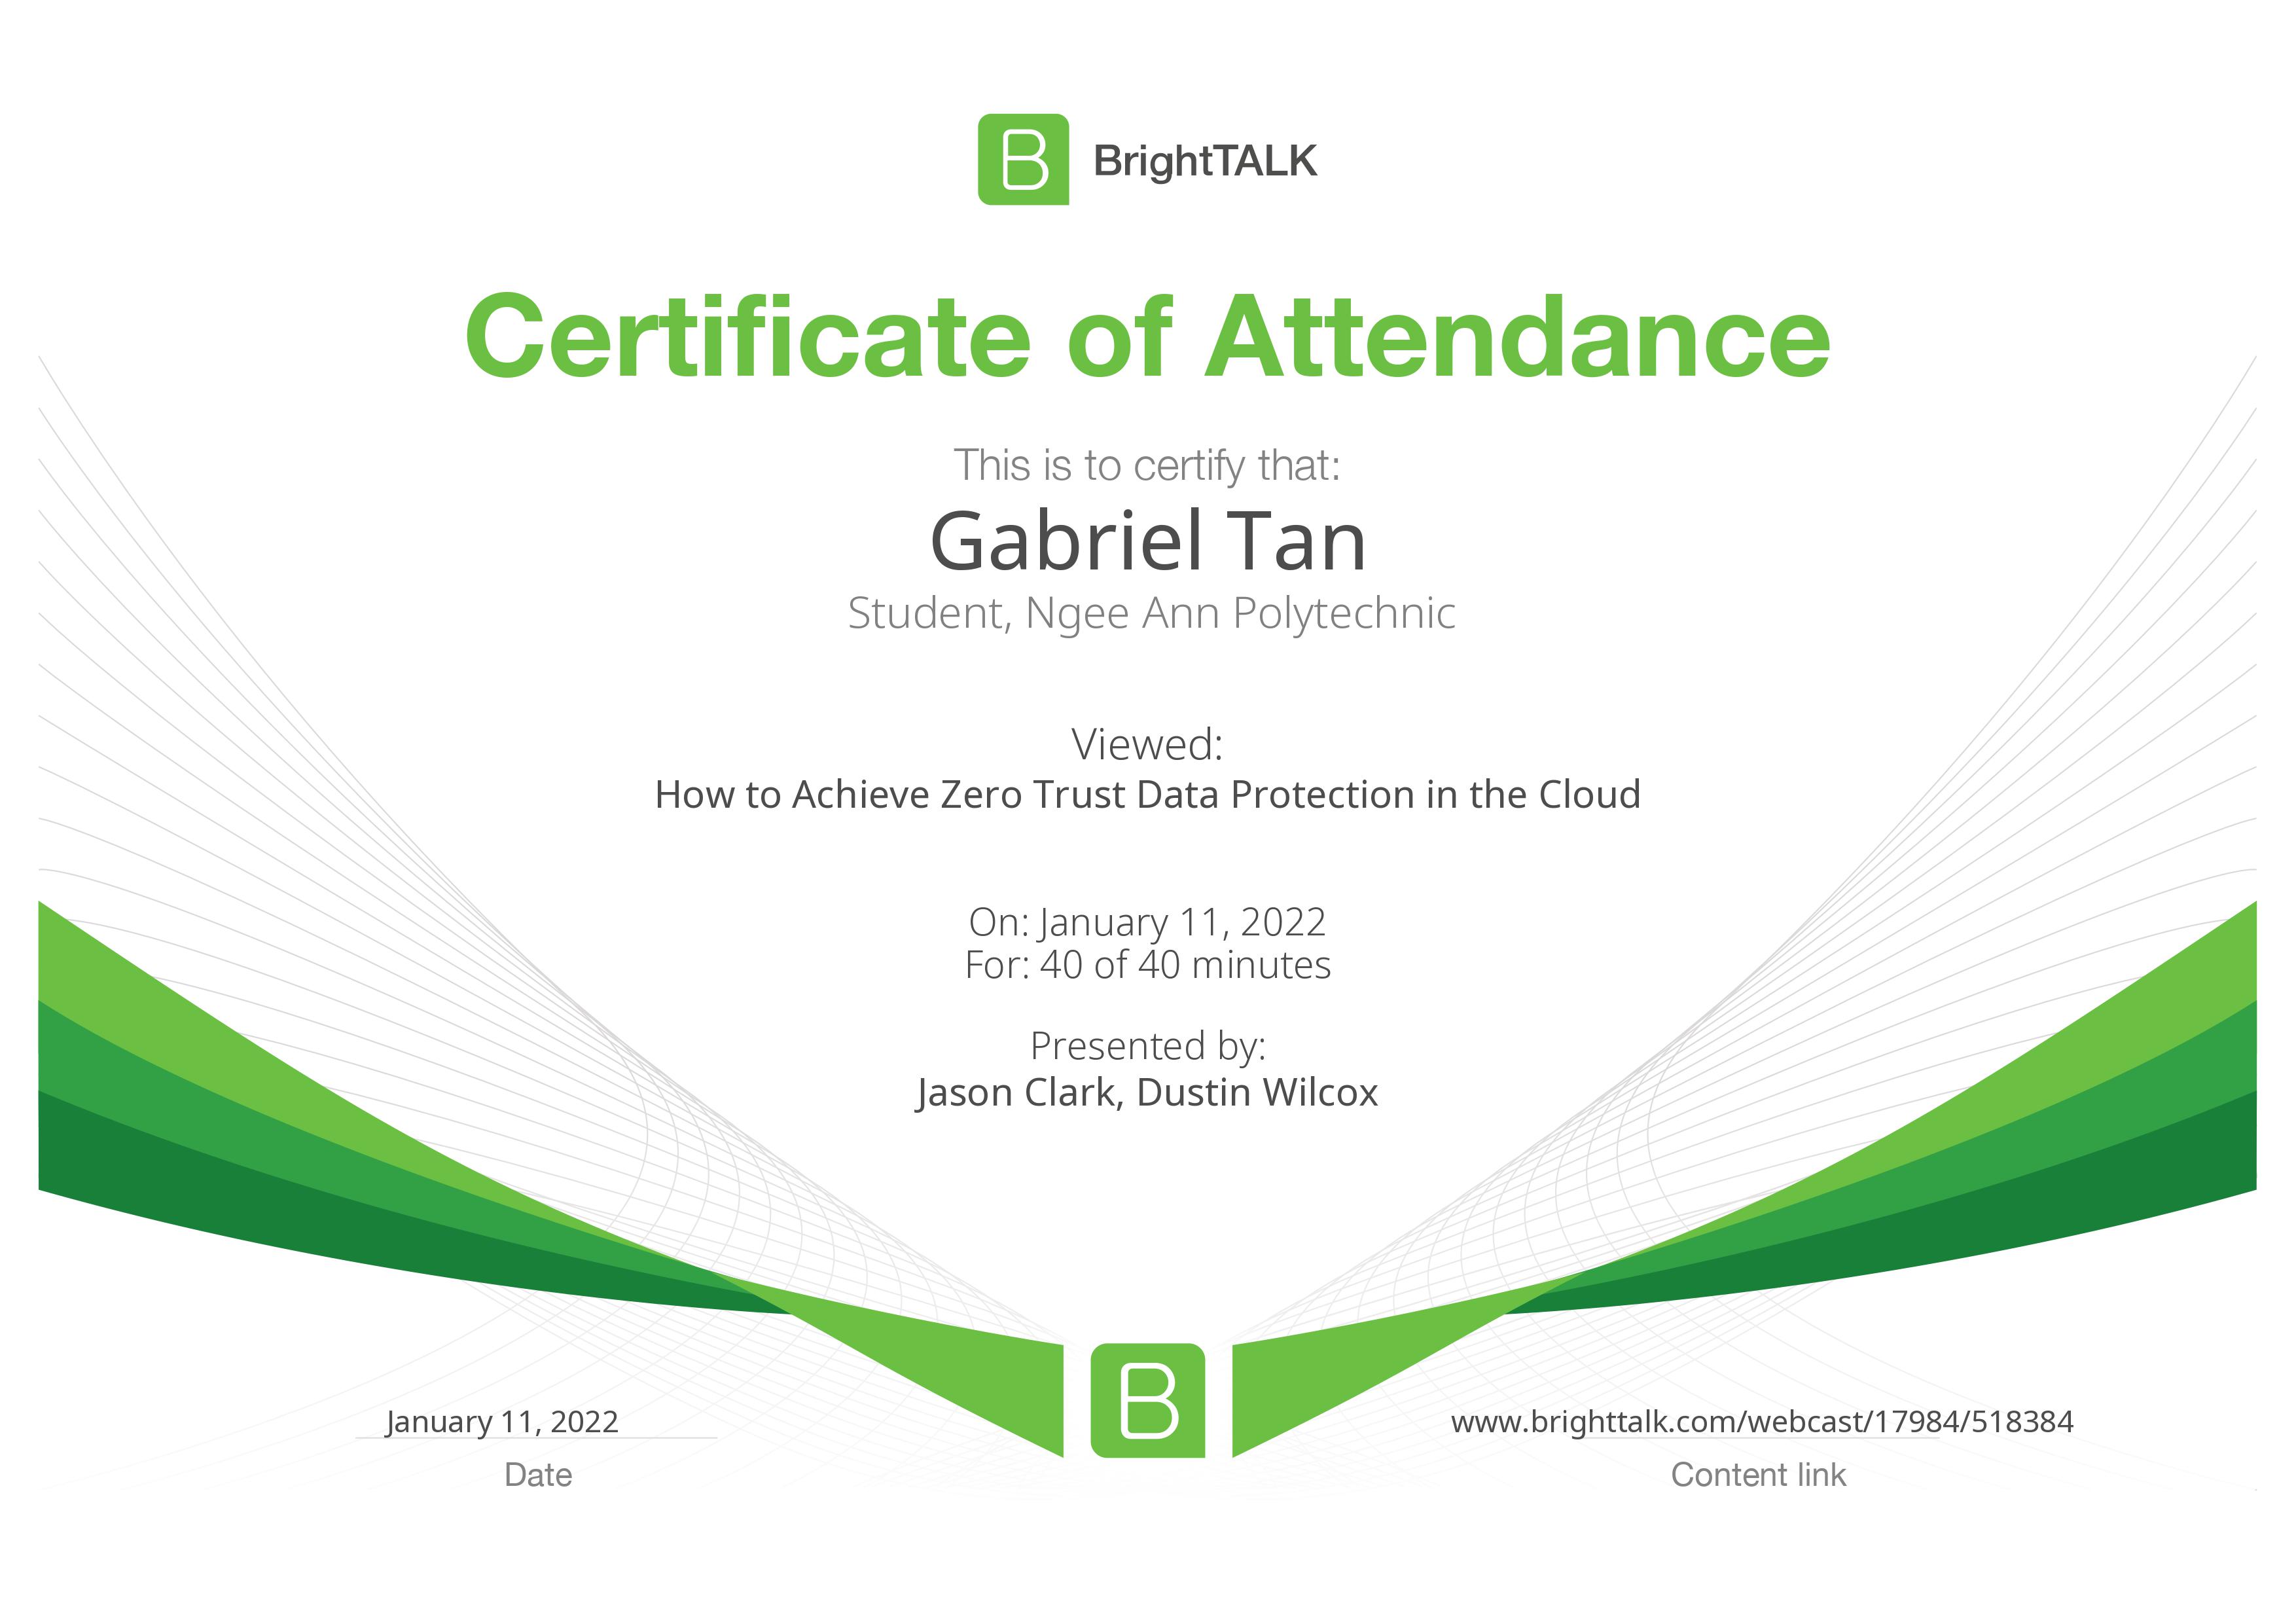 B BrightTALK
Certificate of Attendance
This is to certify that:
Gabriel Tan
Student, Ngee Ann Polytechnic
Viewed:
How to Achieve Zero Trust Data Protection in the Cloud
On: January 11, 2022
For: 40 of 40 minutes
Presented by:
Jason Clark, Dustin Wilcox
B
January 11, 2022
Date
www.brighttalk.com/webcast/17984/518384
Content link